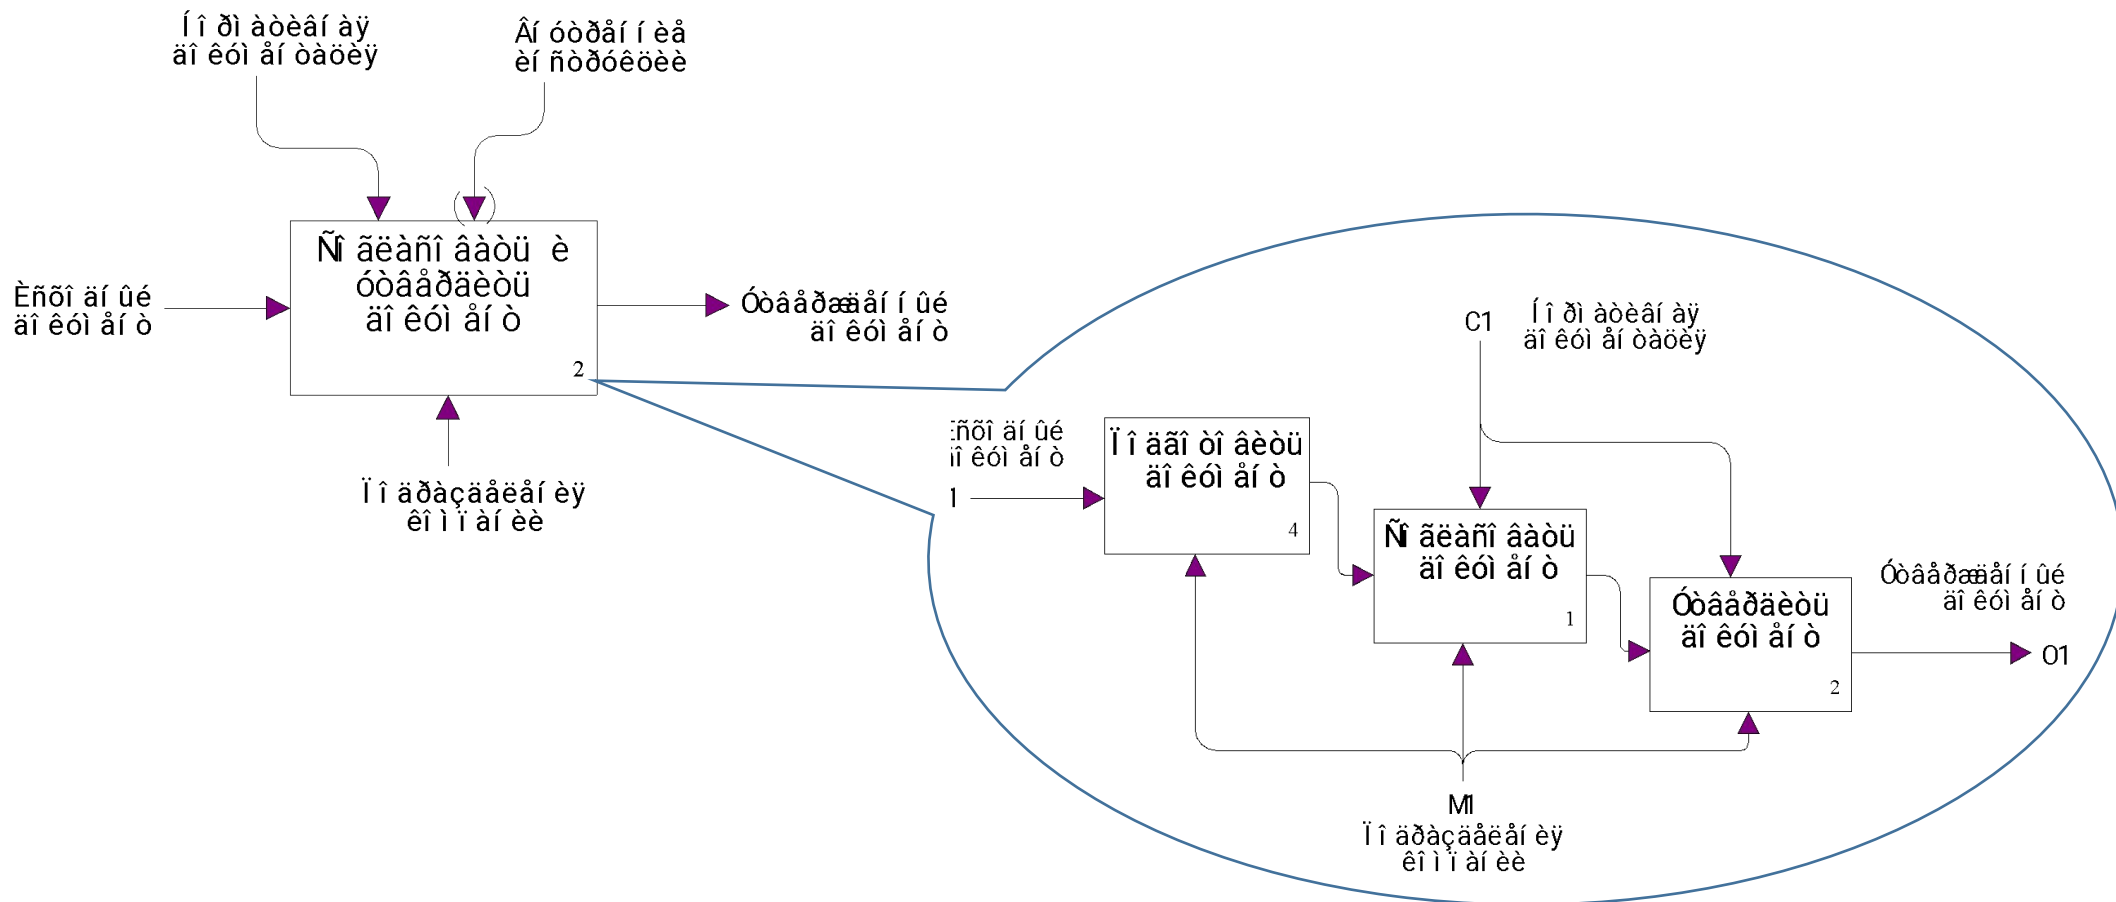 Í î ðì àòèâí àÿ
äî êóì åí òàöèÿ
Âí óòðåí í èå
èí ñòðóêöèè
Ñî ãëàñî âàòü è
óòâåðäèòü
äî êóì åí ò
2
Èñõî äí ûé
äî êóì åí ò
Óòâåðæäåí í ûé
äî êóì åí ò
Ï î äðàçäåëåí èÿ
êî ì ï àí èè
C1
Í î ðì àòèâí àÿ
äî êóì åí òàöèÿ
ñõî äí ûé
î êóì åí ò
1
Ï î äãî òî âèòü
äî êóì åí ò
4
Ñî ãëàñî âàòü
äî êóì åí ò
1
Óòâåðäèòü
äî êóì åí ò
2
Óòâåðæäåí í ûé
äî êóì åí ò
O1
M1
Ï î äðàçäåëåí èÿ
êî ì ï àí èè